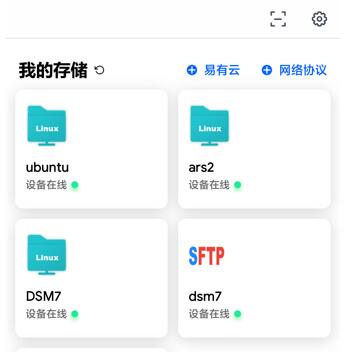 我的存储
易有云
网络协议
Linux
Linux
ubuntu
ars2
设备在线
设备在线
Linux
SFTP
DSM7
dsm7
设备在线
设备在线